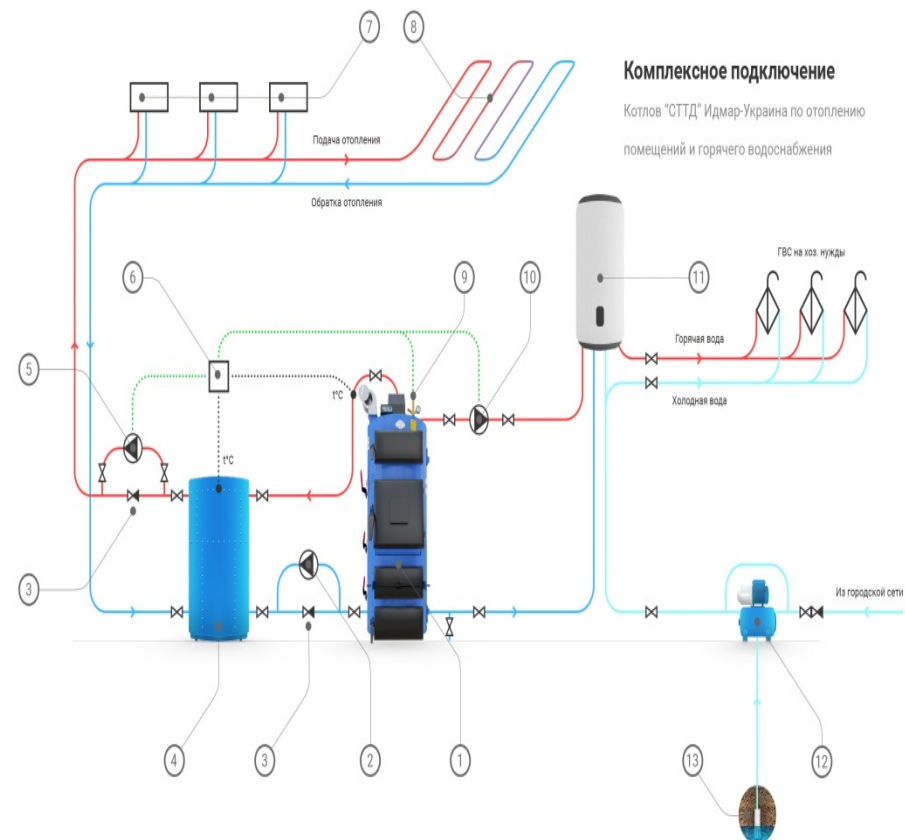 7
8
Комплексное подключение
Котлов "СТТД" Идмар-Украина по отоплению
помещений и горячего водоснабжения
Подача отопления
Обратка отопления
ГВС на хоз. нужды
6
9
10
11
Горячая вода
5
t°C
Холодная вода
t°C
3
Из городской сети
4
3
2
1
13
12